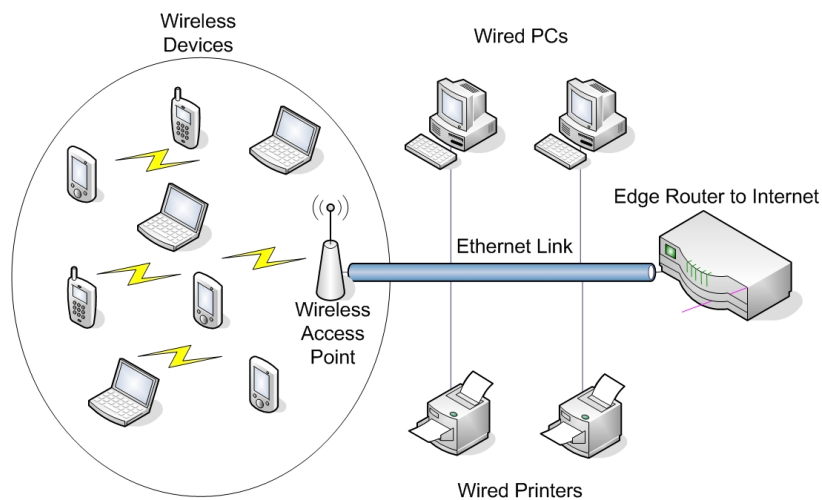 Wireless
Devices
Wired PCs
Edge Router to Internet
Ethernet Link
Wireless
Access
Point
Wired Printers